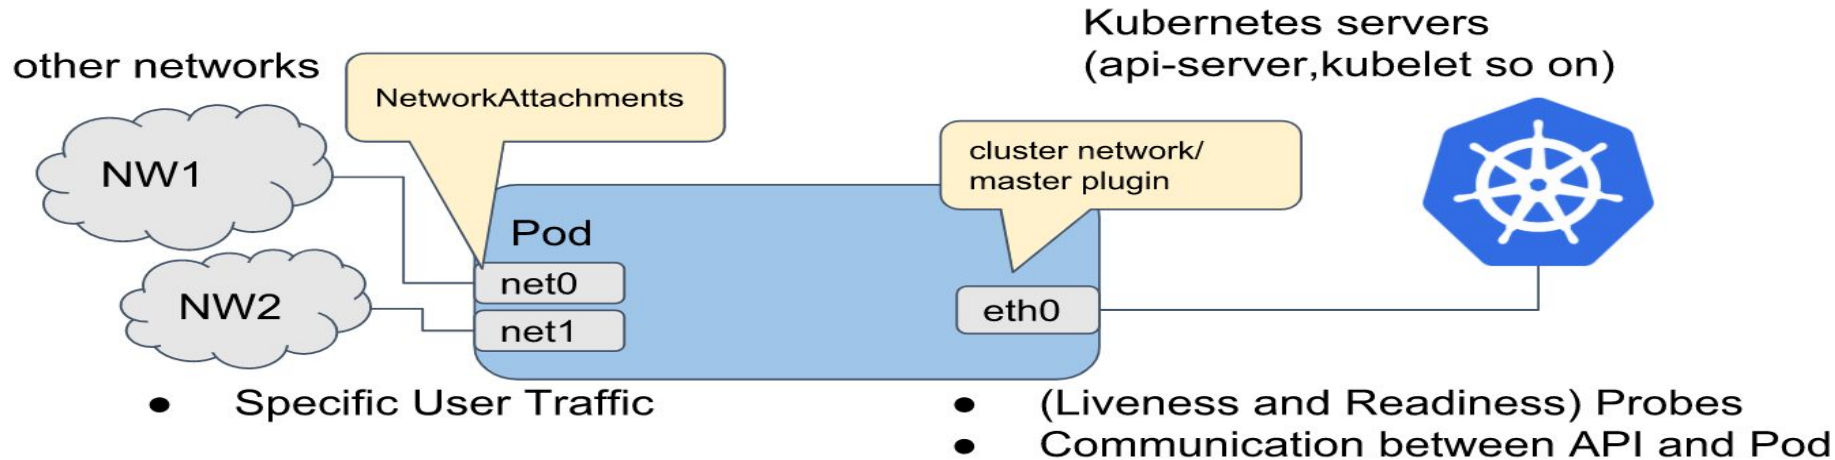 Kubernetes servers
(api-server,kubelet so on)
other networks
NetworkAttachments
cluster network/
master plugin
NW1
Pod
net0
NW2
net1
eth0
● Specific User Traffic
● (Liveness and Readiness) Probes
● Communication between API and Pod